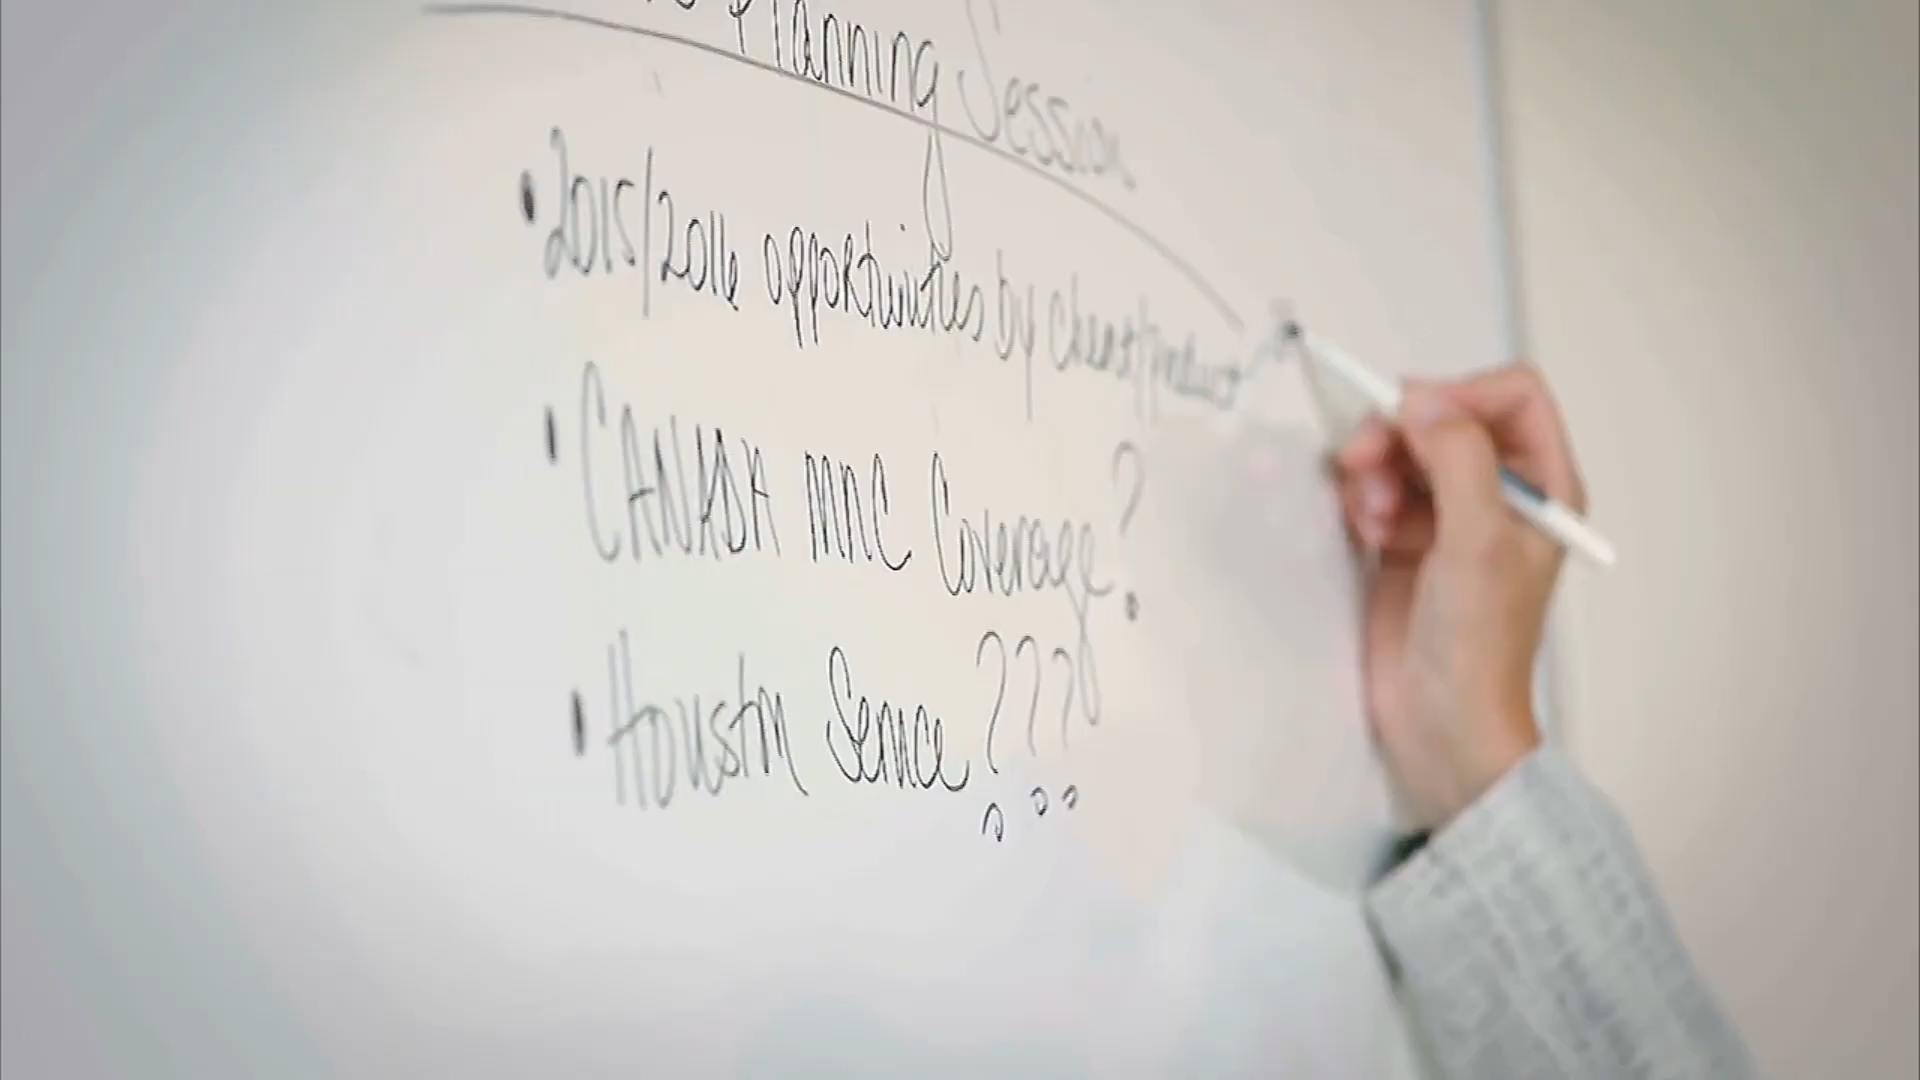 Planning Session
• 2015/2016 opportunities by client/product
• CANADA MNC Coverage?
• Houston Service ???